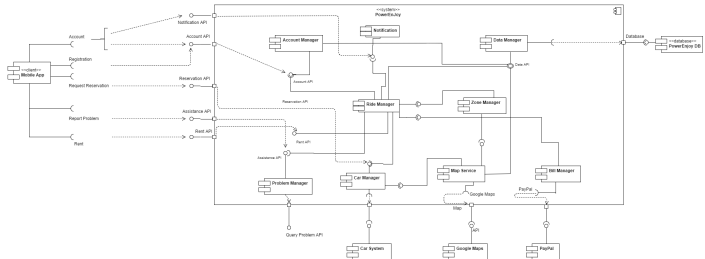 <<system>>
PowerEnJoy
Account
Notification API
Notification
Account Manager
Data Manager
Database
Account API
<<database>>
PowerEnjoy DB
Registration
<<client>>
Mobile App
Data API
Account API
Request Reservation
Reservation API
Reservation API
Ride Manager
Zone Manager
Assistance API
Report Problem
Rent API
Rent API
Rent
Assistance API
Map Service
Bill Manager
Problem Manager
Car Manager
Google Maps
PayPal
Map
Query Problem API
API
Car System
Google Maps
PayPal